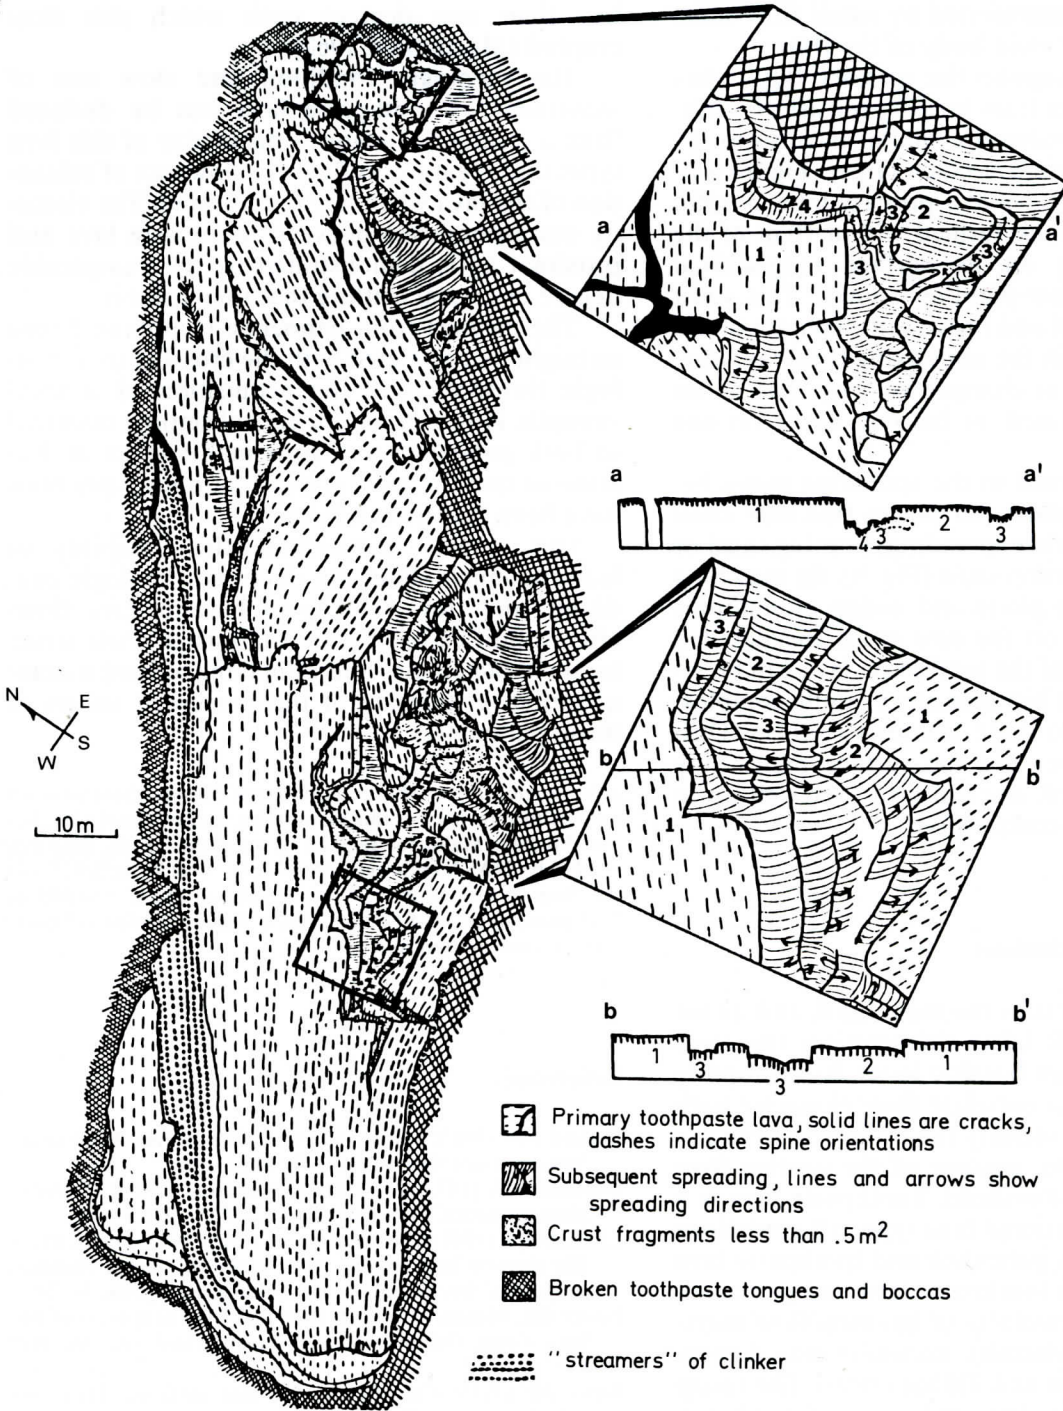 2
3
4
3
a
a'
1
3
3
a
a'
1
2
4
3
3
N
E
S
W
10m
3
2
3
1
2
b
b'
1
b
b'
1
3
2
1
3
Primary toothpaste lava, solid lines are cracks,
dashes indicate spine orientations
Subsequent spreading, lines and arrows show
spreading directions
Crust fragments less than .5m²
Broken toothpaste tongues and boccas
"streamers" of clinker